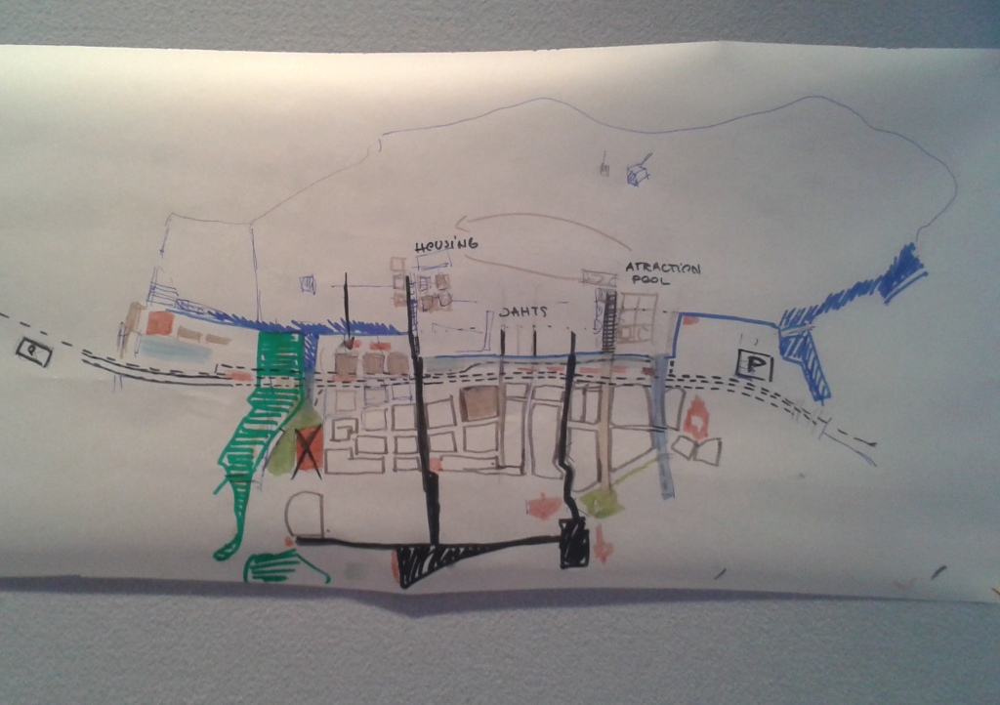 HOUSING
ATRACTION
POOL
JAHTS
P
P